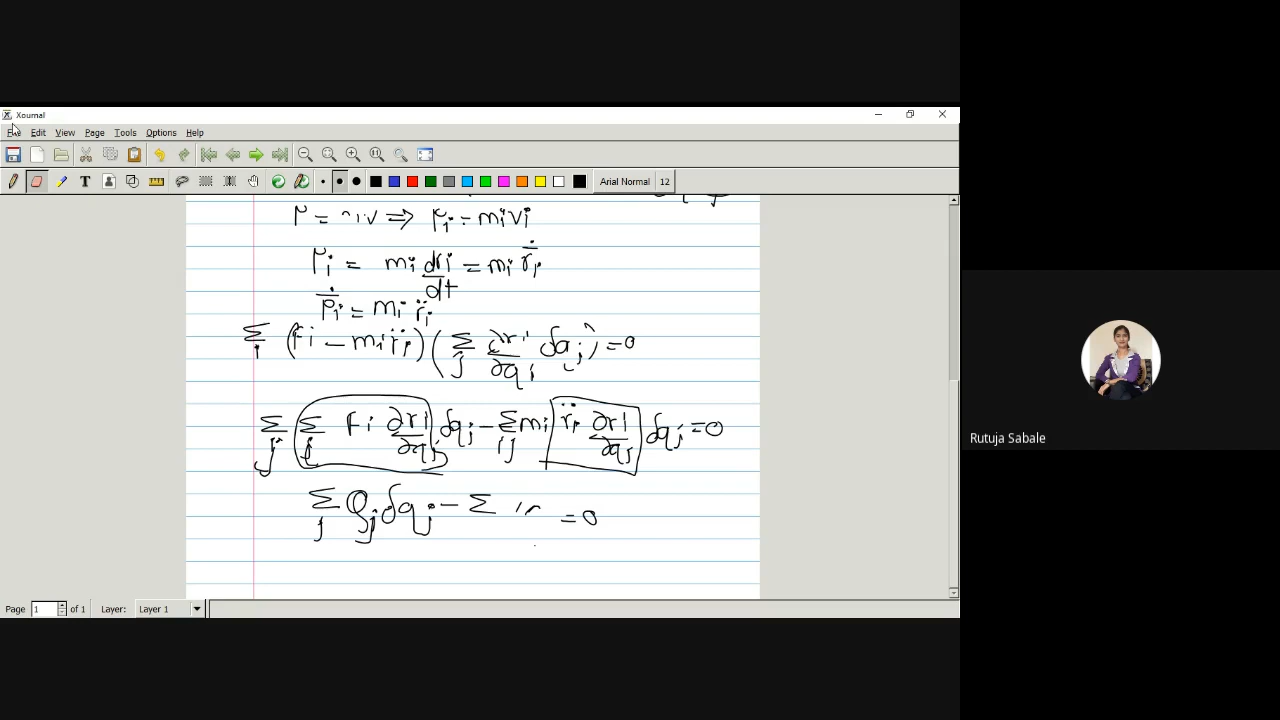 Xournal
File Edit View Page Tools Options Help
T Arial Normal 12
⇒ pᵢ = mᵢvᵢ
pᵢ = mᵢ drᵢ/dt = mᵢ ṙᵢ
ṗᵢ = mᵢ r̈ᵢ
Σᵢ (Fᵢ − mᵢ r̈ᵢ)(Σⱼ ∂rᵢ/∂qⱼ δqⱼ) = 0
Σⱼ Σᵢ Fᵢ ∂rᵢ/∂qⱼ δqⱼ − Σᵢⱼ mᵢ r̈ᵢ ∂rᵢ/∂qⱼ δqⱼ = 0
Σⱼ Qⱼ δqⱼ − Σ = 0
Page 1 of 1 Layer: Layer 1
Rutuja Sabale